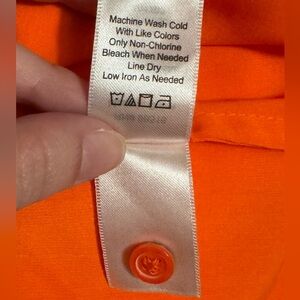 Machine Wash Cold
With Like Colors
Only Non-Chlorine
Bleach When Needed
Line Dry
Low Iron As Needed